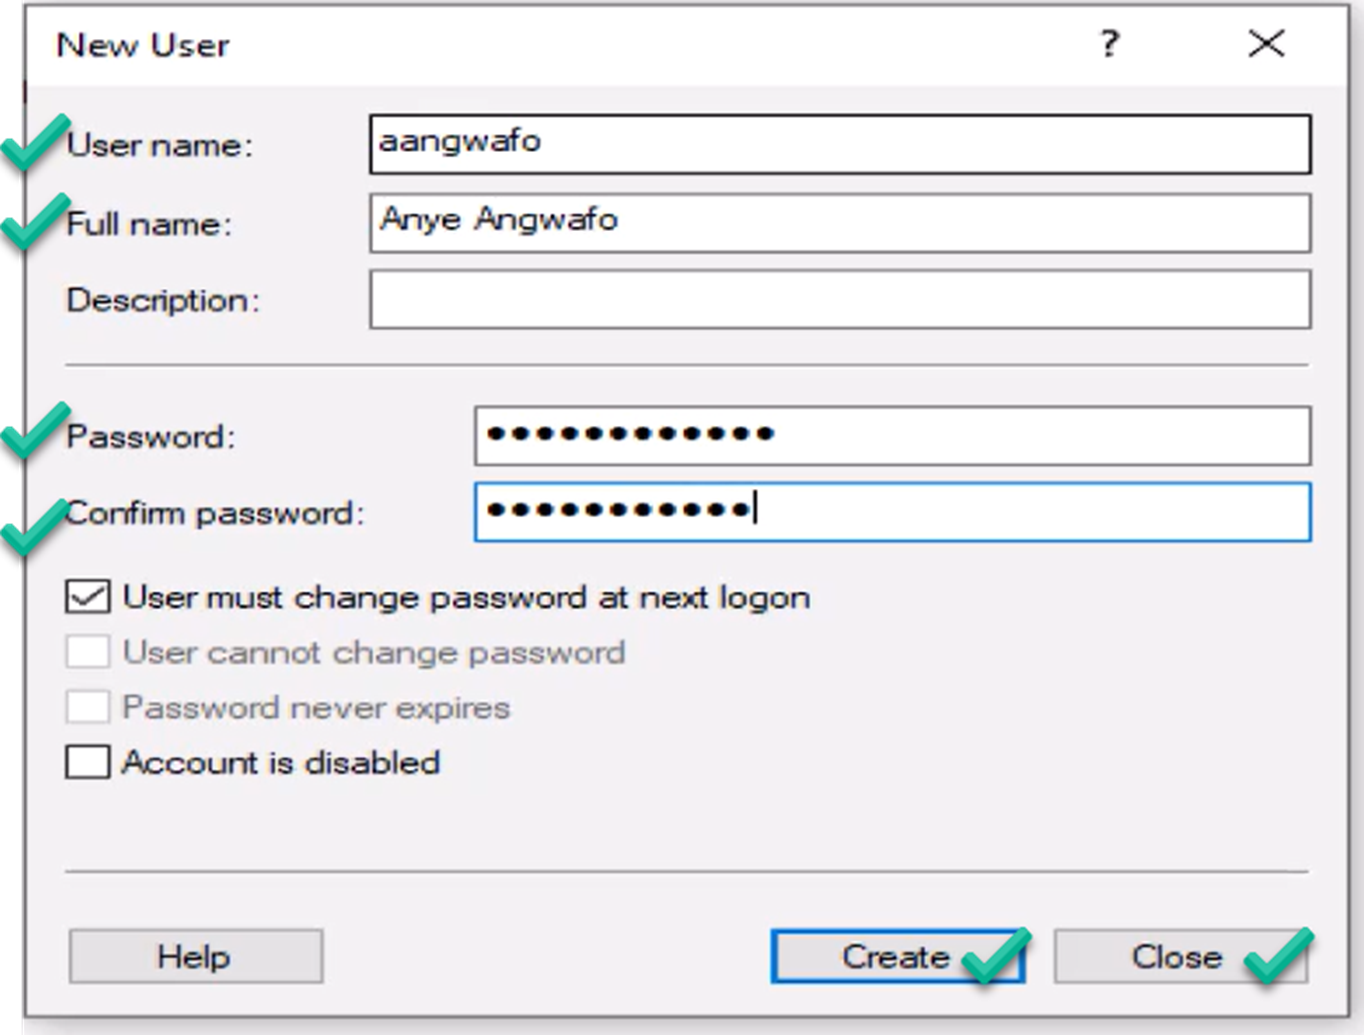 New User ?
User name: aangwafo
Full name: Anye Angwafo
Description:
Password: ●●●●●●●●●●●●
Confirm password: ●●●●●●●●●●●
User must change password at next logon
User cannot change password
Password never expires
Account is disabled
Help Create Close